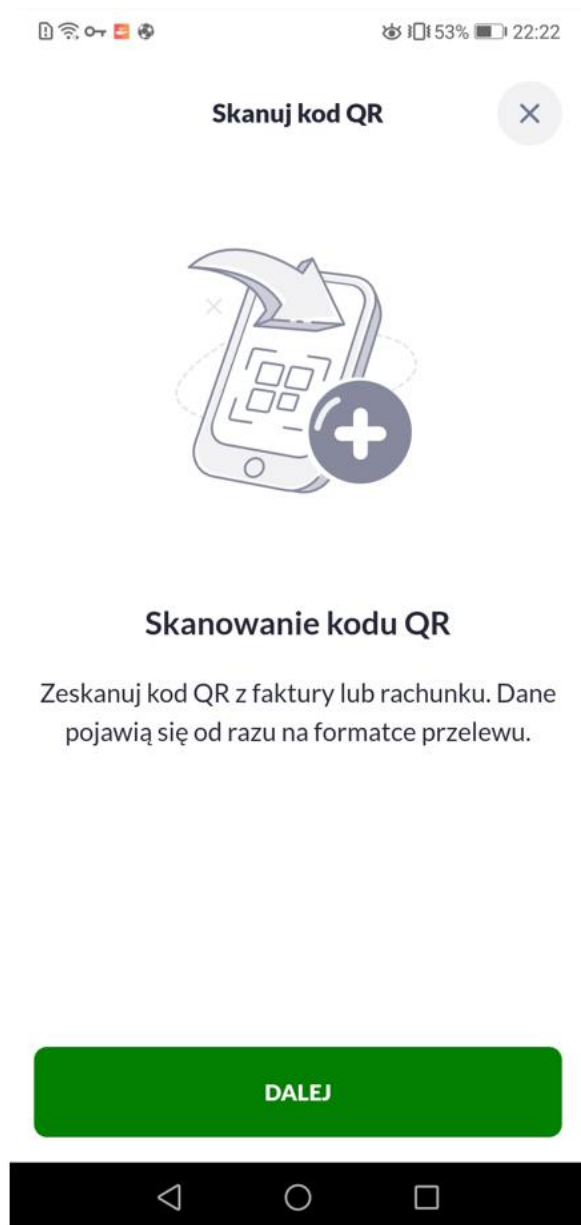 53% 22:22
Skanuj kod QR
Skanowanie kodu QR
Zeskanuj kod QR z faktury lub rachunku. Dane
pojawią się od razu na formatce przelewu.
DALEJ